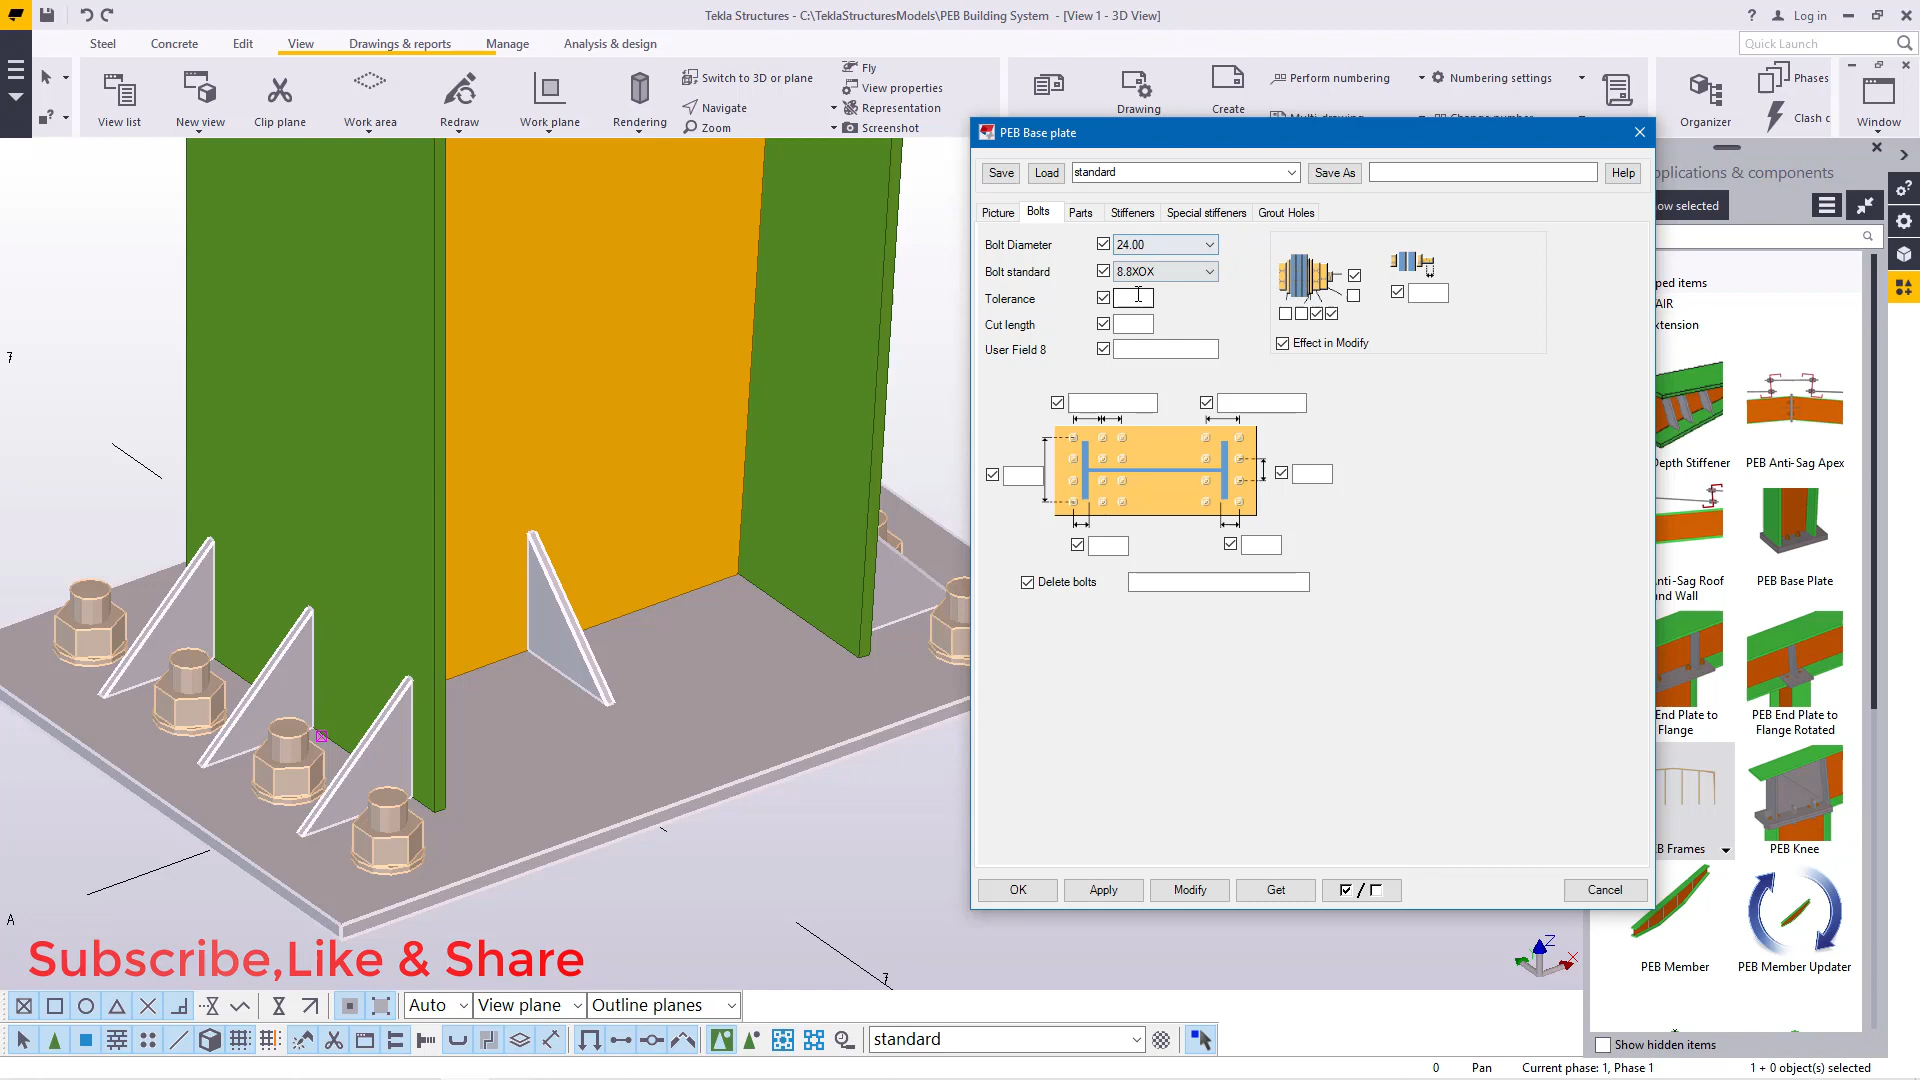 Tekla Structures - C:\TeklaStructuresModels\PEB Building System - [View 1 - 3D View]
? Log in
Steel Concrete Edit View Drawings & reports Manage Analysis & design
Quick Launch
View list
New view
Clip plane
Work area
Redraw
Work plane
Rendering
Switch to 3D or plane
Navigate
Zoom
Fly
View properties
Representation
Screenshot
Drawing
Create
Perform numbering
Numbering settings
Organizer
Phases
Clash c
Window
PEB Base plate
Save Load standard Save As Help
Picture Bolts Parts Stiffeners Special stiffeners Grout Holes
Bolt Diameter 24.00
Bolt standard 8.8XOX
Tolerance
Cut length
User Field 8
Effect in Modify
Delete bolts
OK Apply Modify Get / Cancel
pplications & components
ow selected
ped items
AIR
xtension
Depth Stiffener
PEB Anti-Sag Apex
nti-Sag Roof
nd Wall
PEB Base Plate
End Plate to
Flange
PEB End Plate to
Flange Rotated
B Frames
PEB Knee
PEB Member
PEB Member Updater
Show hidden items
7
A
7
Z
X
Subscribe,Like & Share
Auto View plane Outline planes
standard
0 Pan Current phase: 1, Phase 1 1 + 0 object(s) selected